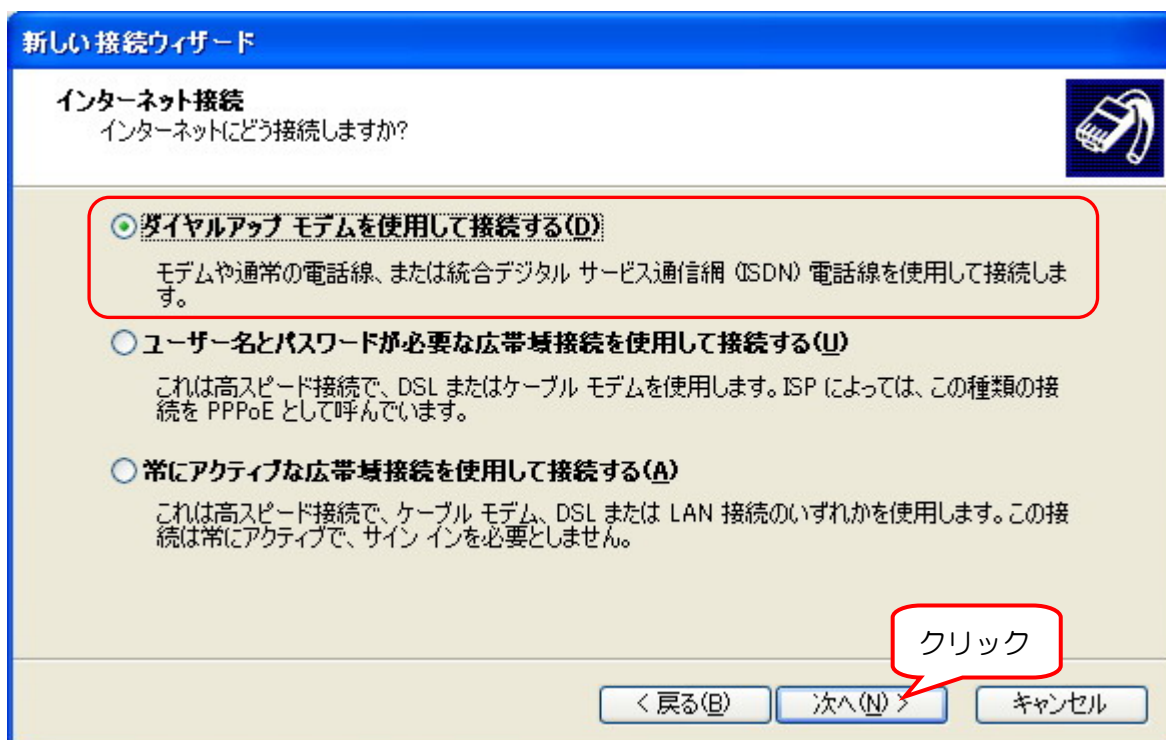 新しい接続ウィザード
インターネット接続
インターネットにどう接続しますか?
ダイヤルアップ モデムを使用して接続する(D)
モデムや通常の電話線、または統合デジタル サービス通信網 (ISDN) 電話線を使用して接続しま
す。
ユーザー名とパスワードが必要な広帯域接続を使用して接続する(U)
これは高スピード接続で、DSL またはケーブル モデムを使用します。ISP によっては、この種類の接
続を PPPoE として呼んでいます。
常にアクティブな広帯域接続を使用して接続する(A)
これは高スピード接続で、ケーブル モデム、DSL または LAN 接続のいずれかを使用します。この接
続は常にアクティブで、サイン インを必要としません。
クリック
< 戻る(B) 次へ(N) > キャンセル